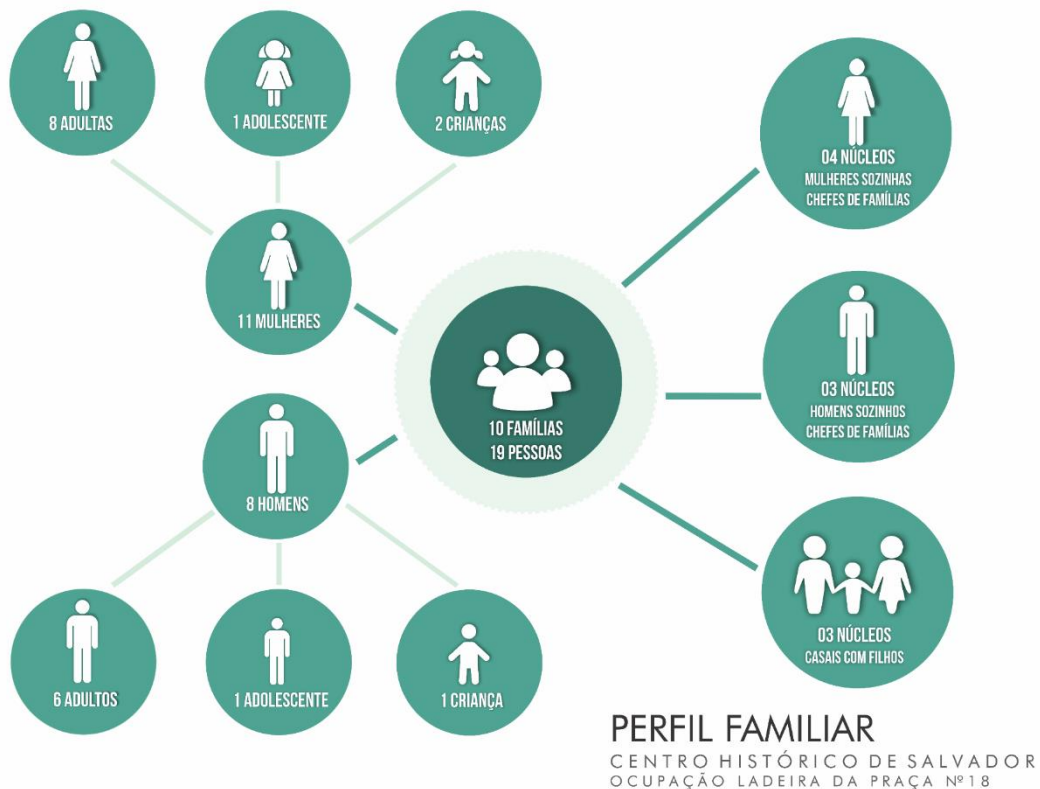 8 ADULTAS
1 ADOLESCENTE
2 CRIANÇAS
11 MULHERES
8 HOMENS
6 ADULTOS
1 ADOLESCENTE
1 CRIANÇA
10 FAMÍLIAS
19 PESSOAS
04 NÚCLEOS
MULHERES SOZINHAS
CHEFES DE FAMÍLIAS
03 NÚCLEOS
HOMENS SOZINHOS
CHEFES DE FAMÍLIAS
03 NÚCLEOS
CASAIS COM FILHOS
PERFIL FAMILIAR
CENTRO HISTÓRICO DE SALVADOR
OCUPAÇÃO LADEIRA DA PRAÇA Nº18